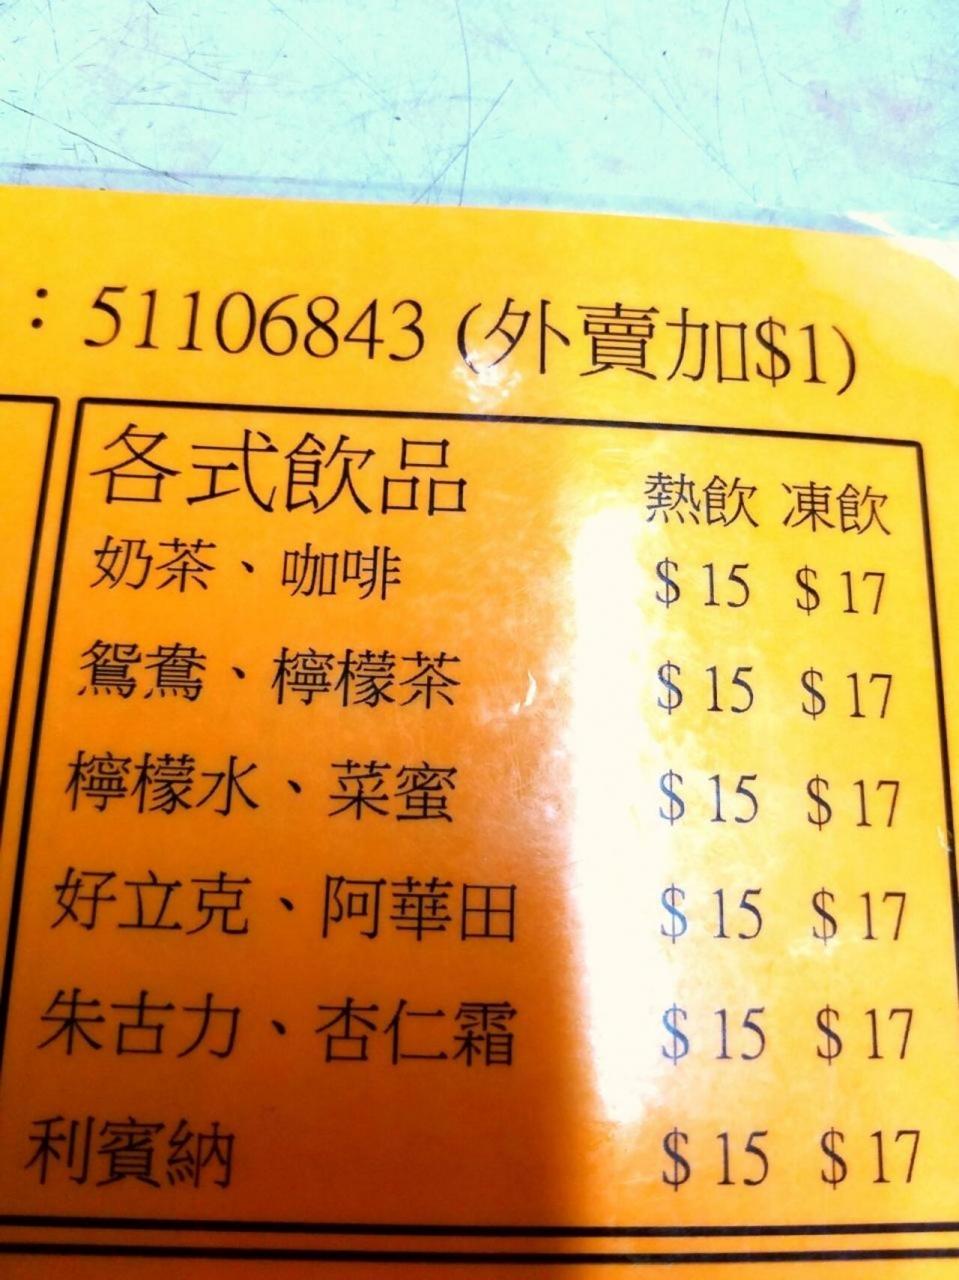 ：51106843 (外賣加$1)
各式飲品 熱飲 凍飲
奶茶、咖啡 $ 15 $ 17
鴛鴦、檸檬茶 $ 15 $ 17
檸檬水、菜蜜 $ 15 $ 17
好立克、阿華田 $ 15 $ 17
朱古力、杏仁霜 $ 15 $ 17
利賓納 $ 15 $ 17